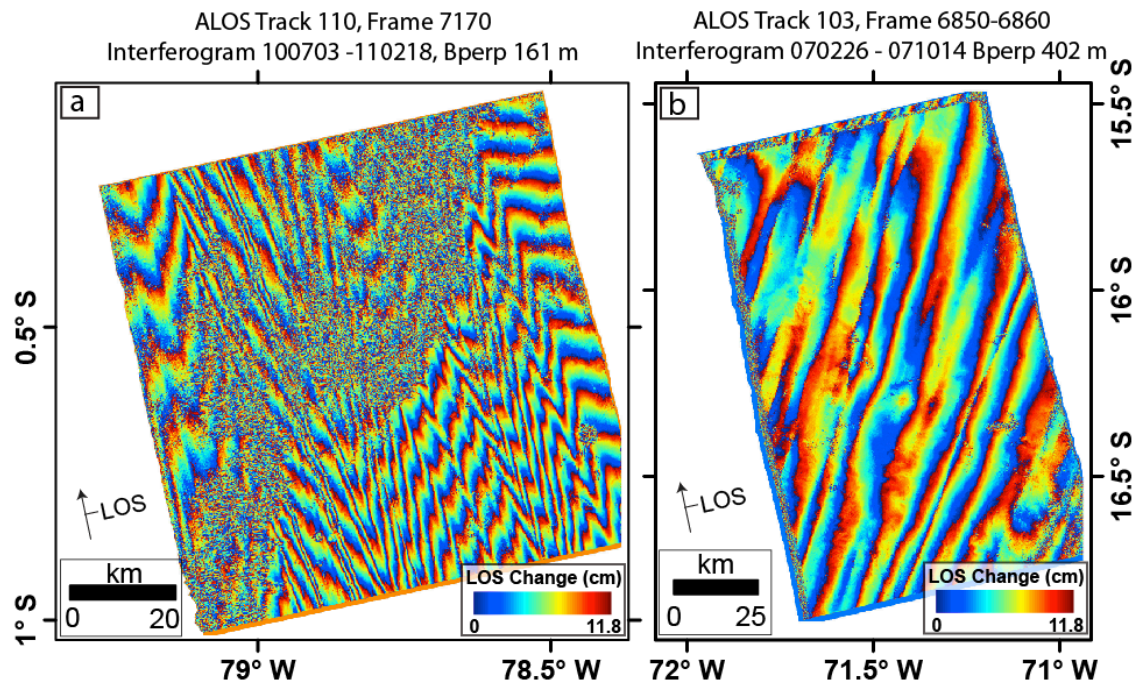 ALOS Track 110, Frame 7170
Interferogram 100703 -110218, Bperp 161 m
ALOS Track 103, Frame 6850-6860
Interferogram 070226 - 071014 Bperp 402 m
a
b
0.5° S
1° S
15.5° S
16° S
16.5° S
LOS
km
0 20
LOS Change (cm)
0 11.8
LOS
km
0 25
LOS Change (cm)
0 11.8
79° W
78.5° W
72° W
71.5° W
71° W